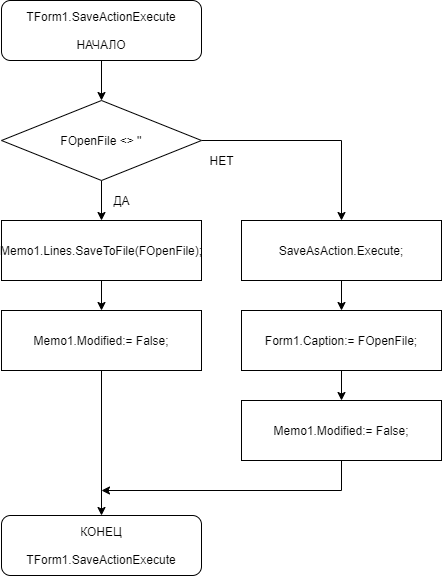 TForm1.SaveActionExecute
НАЧАЛО
FOpenFile <> ''
НЕТ
ДА
Memo1.Lines.SaveToFile(FOpenFile);
SaveAsAction.Execute;
Memo1.Modified:= False;
Form1.Caption:= FOpenFile;
Memo1.Modified:= False;
КОНЕЦ
TForm1.SaveActionExecute